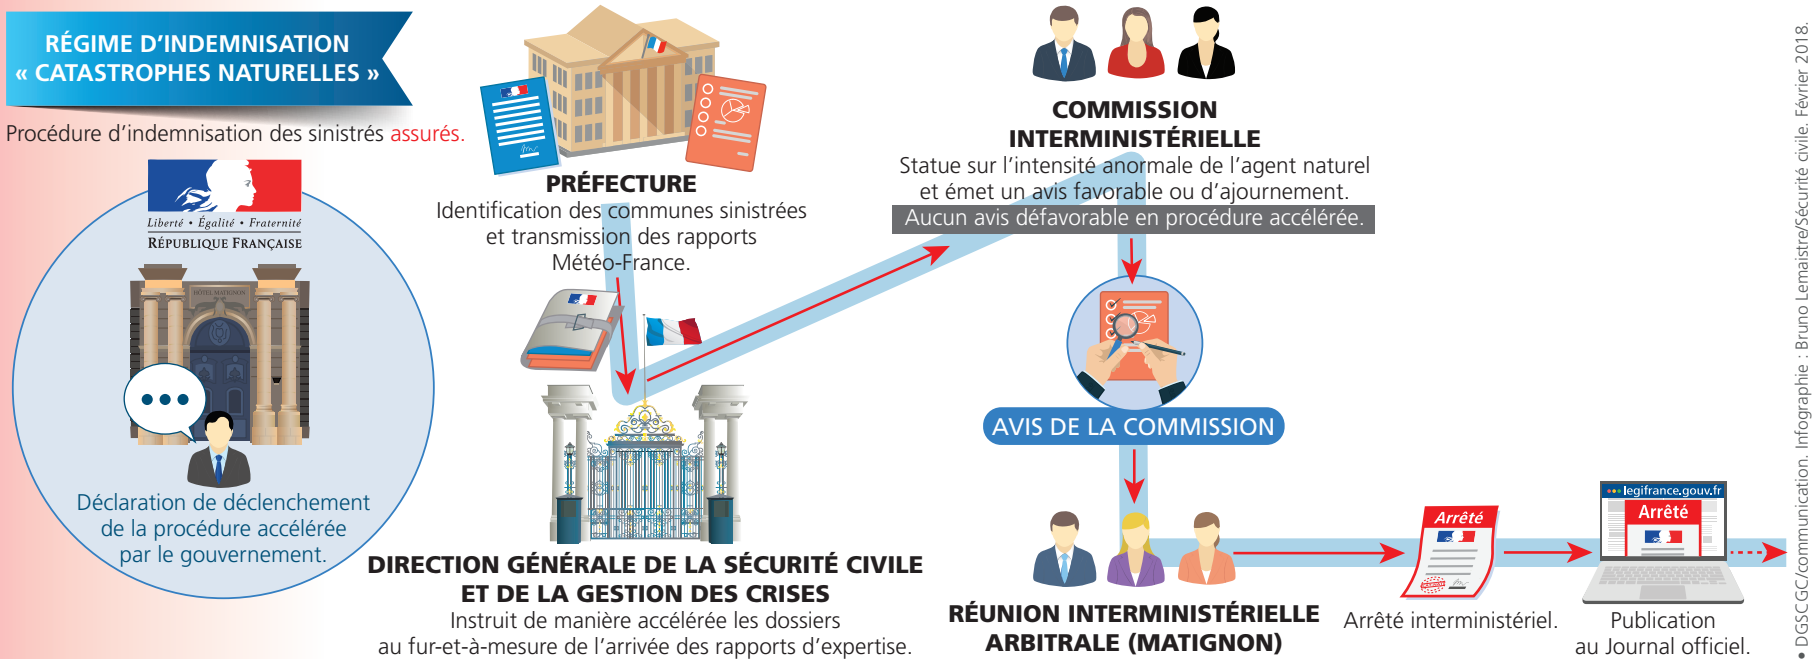 RÉGIME D’INDEMNISATION
« CATASTROPHES NATURELLES »
Procédure d’indemnisation des sinistrés assurés.
Liberté • Égalité • Fraternité
RÉPUBLIQUE FRANÇAISE
HÔTEL MATIGNON
Déclaration de déclenchement
de la procédure accélérée
par le gouvernement.
PRÉFECTURE
Identification des communes sinistrées
et transmission des rapports
Météo-France.
DIRECTION GÉNÉRALE DE LA SÉCURITÉ CIVILE
ET DE LA GESTION DES CRISES
Instruit de manière accélérée les dossiers
au fur-et-à-mesure de l’arrivée des rapports d’expertise.
COMMISSION
INTERMINISTÉRIELLE
Statue sur l’intensité anormale de l’agent naturel
et émet un avis favorable ou d’ajournement.
Aucun avis défavorable en procédure accélérée.
AVIS DE LA COMMISSION
RÉUNION INTERMINISTÉRIELLE
ARBITRALE (MATIGNON)
Arrêté
Arrêté interministériel.
legifrance.gouv.fr
Arrêté
Publication
au Journal officiel.
• DGSCGC/communication. Infographie : Bruno Lemaistre/Sécurité civile. Février 2018.